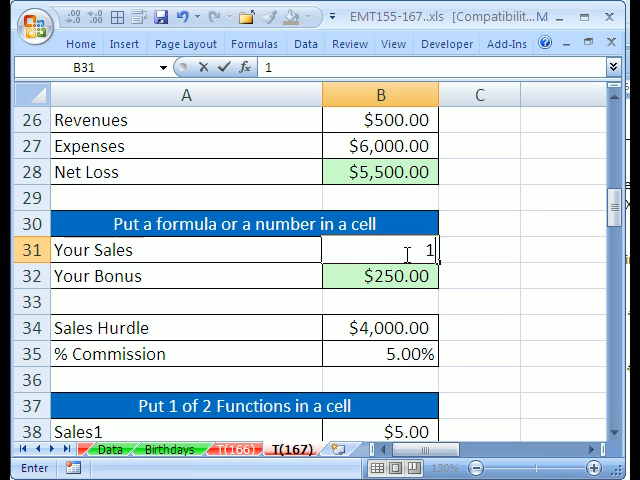 EMT155-167..xls [Compatibilit... M
Home Insert Page Layout Formulas Data Review View Developer Add-Ins
B31 fx 1
A B C
26 Revenues $500.00
27 Expenses $6,000.00
28 Net Loss $5,500.00
29
30 Put a formula or a number in a cell
31 Your Sales 1
32 Your Bonus $250.00
33
34 Sales Hurdle $4,000.00
35 % Commission 5.00%
36
37 Put 1 of 2 Functions in a cell
38 Sales1 $5.00
Data Birthdays T(166) T(167)
Enter 130%